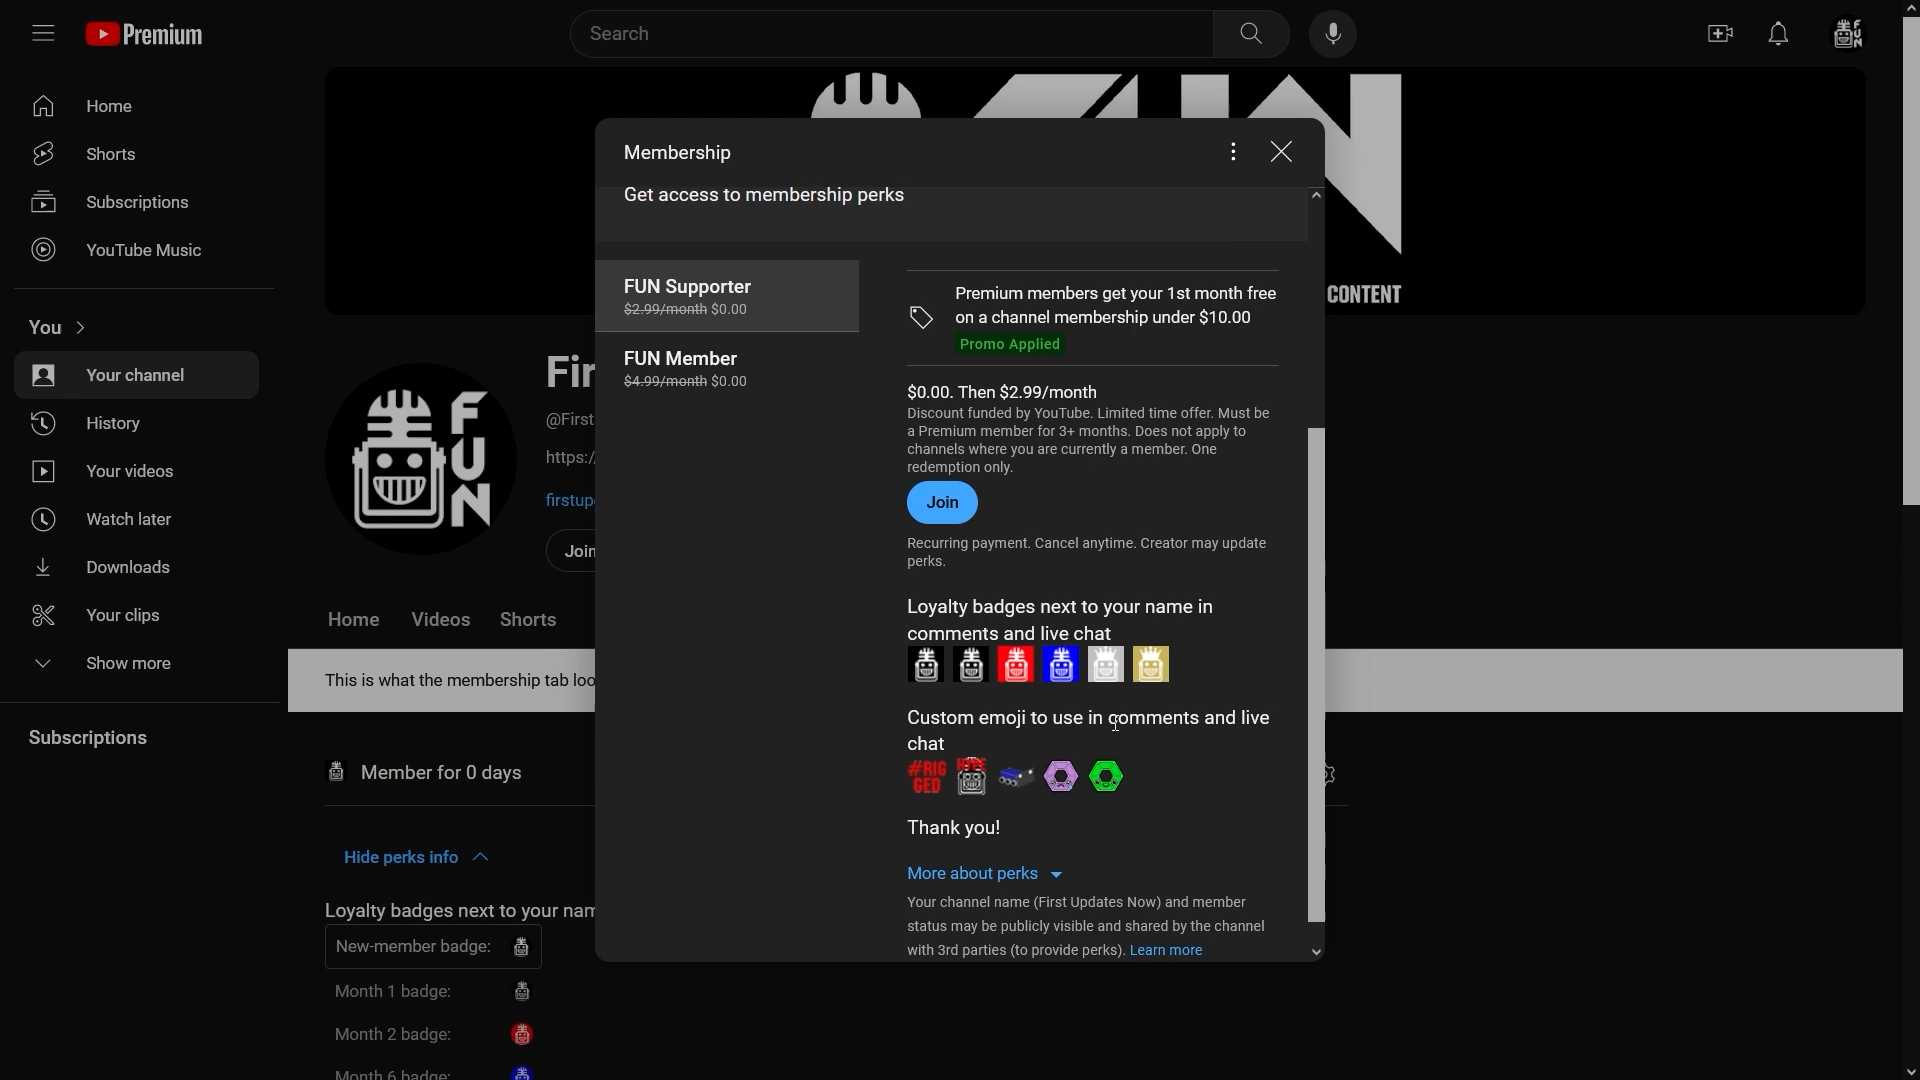 Premium
Search
Home
Shorts
Subscriptions
YouTube Music
You
Your channel
History
Your videos
Watch later
Downloads
Your clips
Show more
Subscriptions
CONTENT
FUN
Fir
@First
https:/
firstup
Join
Home Videos Shorts
This is what the membership tab loo
Member for 0 days
Hide perks info
Loyalty badges next to your nam
New-member badge:
Month 1 badge:
Month 2 badge:
Month 6 badge:
Membership
Get access to membership perks
FUN Supporter
$2.99/month $0.00
FUN Member
$4.99/month $0.00
Premium members get your 1st month free
on a channel membership under $10.00
Promo Applied
$0.00. Then $2.99/month
Discount funded by YouTube. Limited time offer. Must be
a Premium member for 3+ months. Does not apply to
channels where you are currently a member. One
redemption only.
Join
Recurring payment. Cancel anytime. Creator may update
perks.
Loyalty badges next to your name in
comments and live chat
Custom emoji to use in comments and live
chat
#RIG
GED
HYPE
Thank you!
More about perks
Your channel name (First Updates Now) and member
status may be publicly visible and shared by the channel
with 3rd parties (to provide perks). Learn more